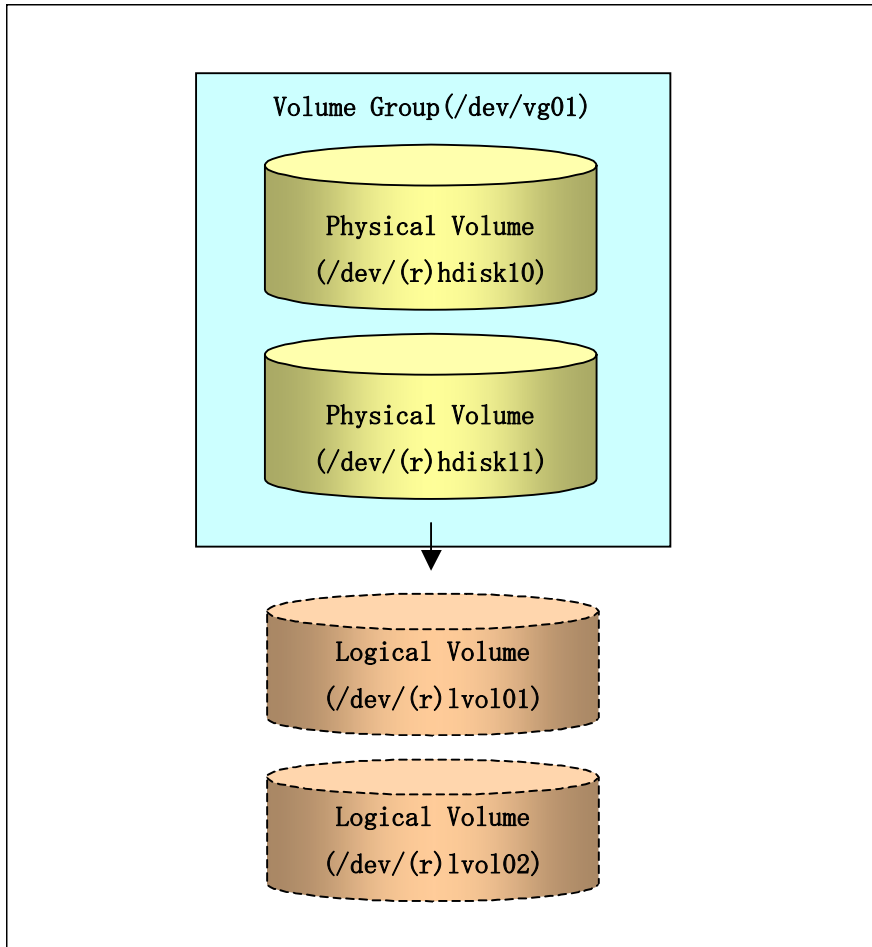 Volume Group(/dev/vg01)
Physical Volume
(/dev/(r)hdisk10)
Physical Volume
(/dev/(r)hdisk11)
Logical Volume
(/dev/(r)lvol01)
Logical Volume
(/dev/(r)lvol02)